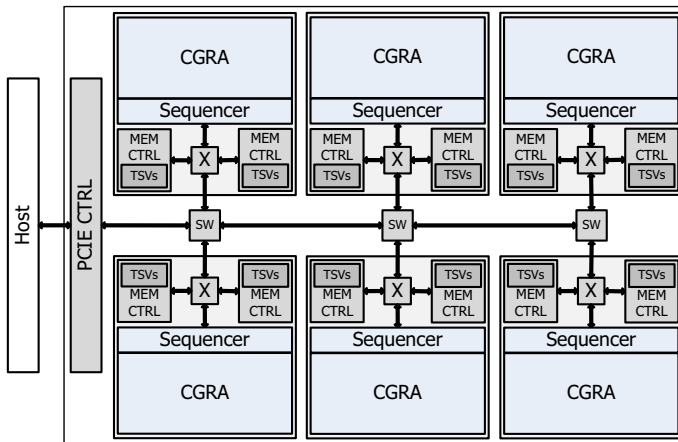 Host
PCIE CTRL
CGRA
CGRA
CGRA
Sequencer
Sequencer
Sequencer
MEM
CTRL
TSVs
X
MEM
CTRL
TSVs
MEM
CTRL
TSVs
X
MEM
CTRL
TSVs
MEM
CTRL
TSVs
X
MEM
CTRL
TSVs
SW
SW
SW
TSVs
MEM
CTRL
X
TSVs
MEM
CTRL
TSVs
MEM
CTRL
X
TSVs
MEM
CTRL
TSVs
MEM
CTRL
X
TSVs
MEM
CTRL
Sequencer
Sequencer
Sequencer
CGRA
CGRA
CGRA